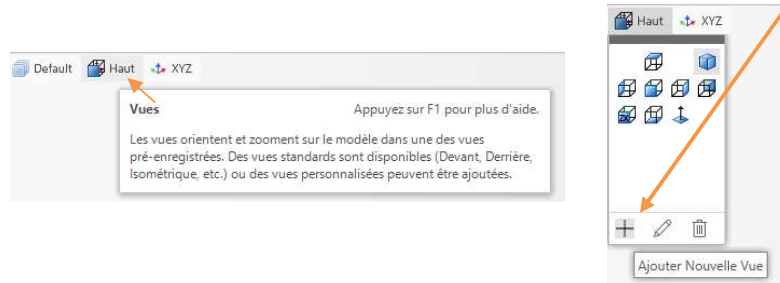 Default Haut XYZ
Vues Appuyez sur F1 pour plus d'aide.
Les vues orientent et zooment sur le modèle dans une des vues
pré-enregistrées. Des vues standards sont disponibles (Devant, Derrière,
Isométrique, etc.) ou des vues personnalisées peuvent être ajoutées.
Haut XYZ
Ajouter Nouvelle Vue